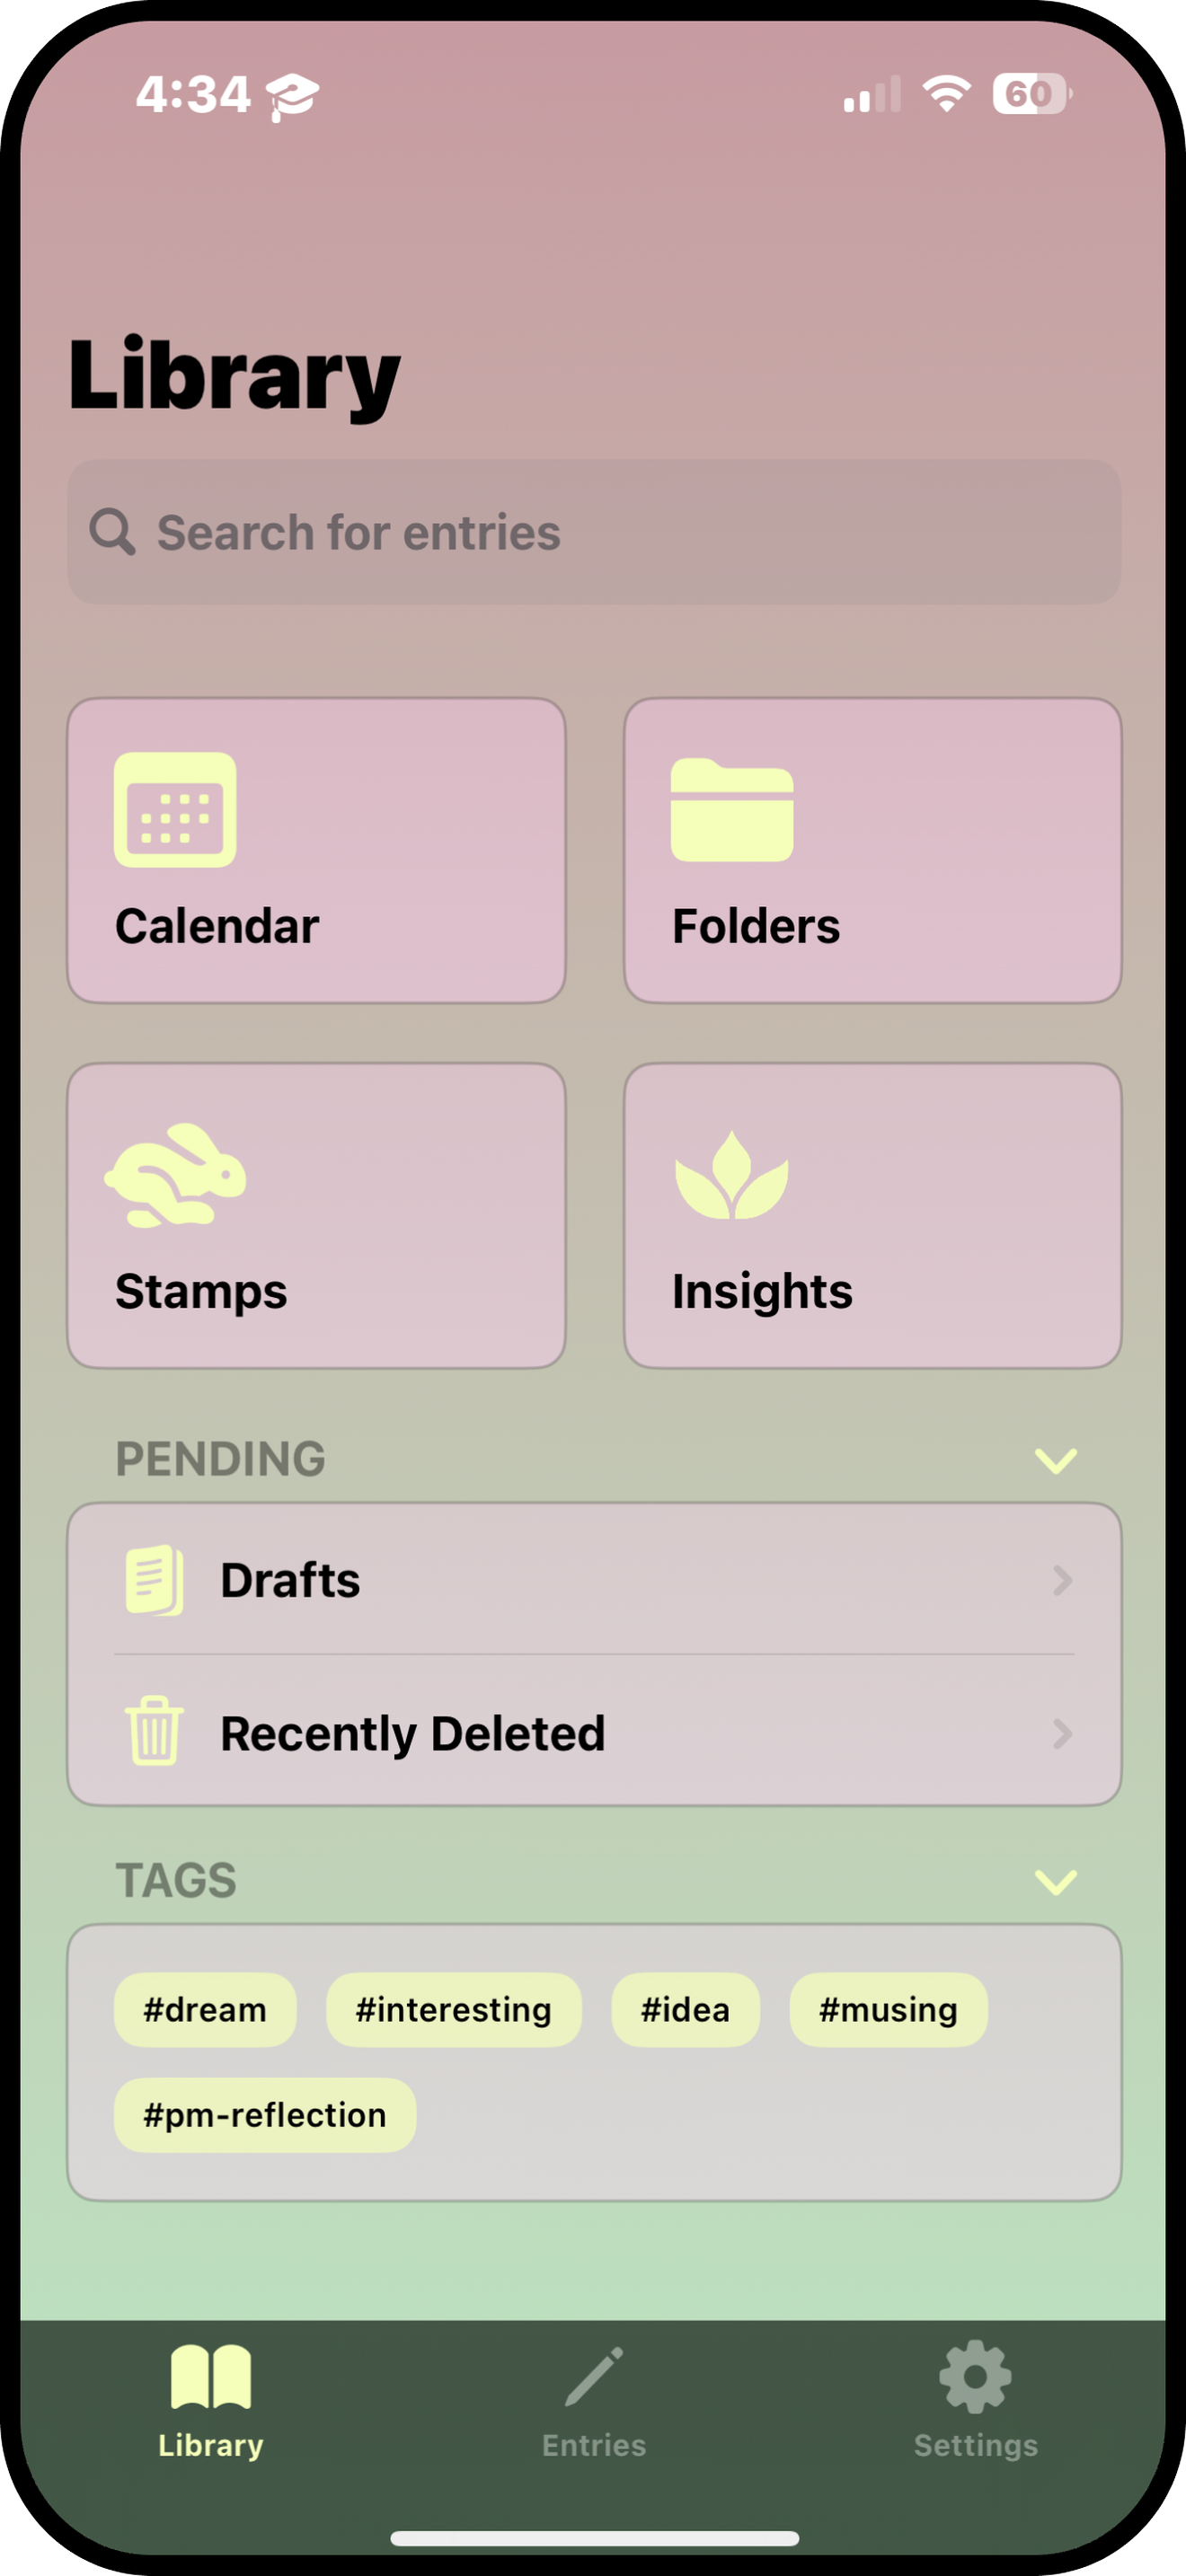 4:34
60
Library
Search for entries
Calendar
Folders
Stamps
Insights
PENDING
Drafts
Recently Deleted
TAGS
#dream #interesting #idea #musing
#pm-reflection
Library Entries Settings